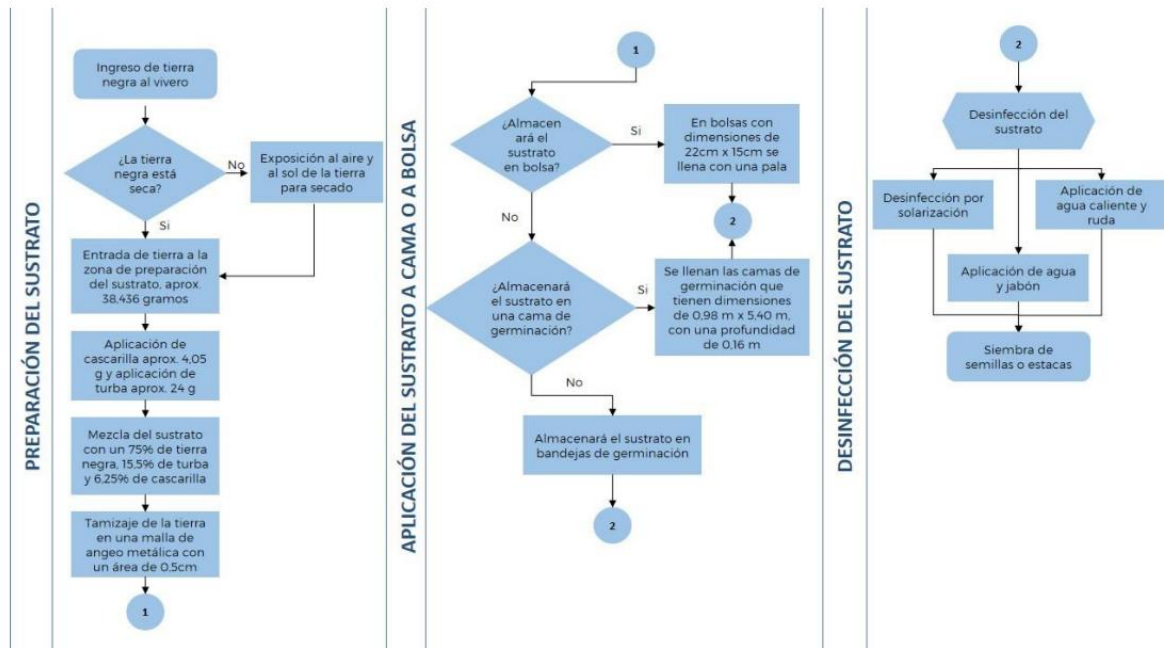 PREPARACIÓN DEL SUSTRATO
Ingreso de tierra
negra al vivero
¿La tierra
negra está
seca?
No
Exposición al aire y
al sol de la tierra
para secado
Si
Entrada de tierra a la
zona de preparación
del sustrato, aprox.
38,436 gramos
Aplicación de
cascarilla aprox. 4,05
g y aplicación de
turba aprox. 24 g
Mezcla del sustrato
con un 75% de tierra
negra, 15,5% de turba
y 6,25% de cascarilla
Tamizaje de la tierra
en una malla de
angeo metálica con
un área de 0,5cm
1
APLICACIÓN DEL SUSTRATO A CAMA O A BOLSA
1
¿Almacen
ará el
sustrato
en bolsa?
Si
En bolsas con
dimensiones de
22cm x 15cm se
llena con una pala
No
2
¿Almacenará
el sustrato en
una cama de
germinación?
Si
Se llenan las camas de
germinación que
tienen dimensiones
de 0,98 m x 5,40 m,
con una profundidad
de 0,16 m
No
Almacenará el sustrato en
bandejas de germinación
2
DESINFECCIÓN DEL SUSTRATO
2
Desinfección del
sustrato
Desinfección por
solarización
Aplicación de
agua caliente y
ruda
Aplicación de agua
y jabón
Siembra de
semillas o estacas